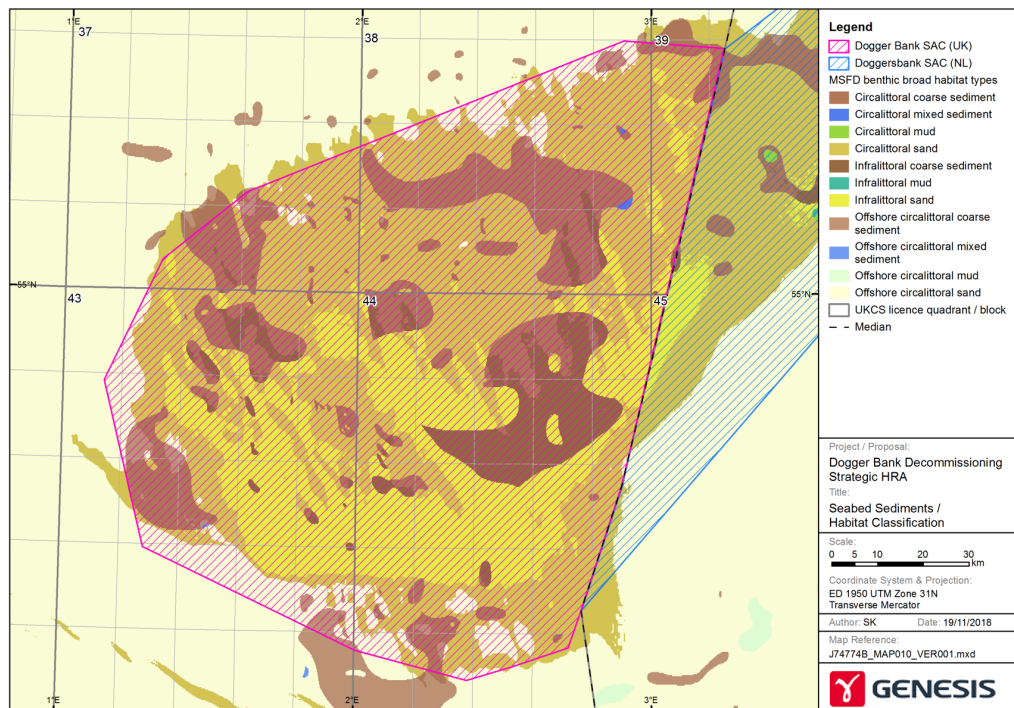 1°E
2°E
3°E
37
38
39
55°N
43
44
45
55°N
1°E
2°E
3°E
Legend
Dogger Bank SAC (UK)
Doggersbank SAC (NL)
MSFD benthic broad habitat types
Circalittoral coarse sediment
Circalittoral mixed sediment
Circalittoral mud
Circalittoral sand
Infralittoral coarse sediment
Infralittoral mud
Infralittoral sand
Offshore circalittoral coarse
sediment
Offshore circalittoral mixed
sediment
Offshore circalittoral mud
Offshore circalittoral sand
UKCS licence quadrant / block
Median
Project / Proposal:
Dogger Bank Decommissioning
Strategic HRA
Title:
Seabed Sediments /
Habitat Classification
Scale:
0 5 10 20 30
km
Coordinate System & Projection:
ED 1950 UTM Zone 31N
Transverse Mercator
Author: SK Date: 19/11/2018
Map Reference:
J74774B_MAP010_VER001.mxd
GENESIS